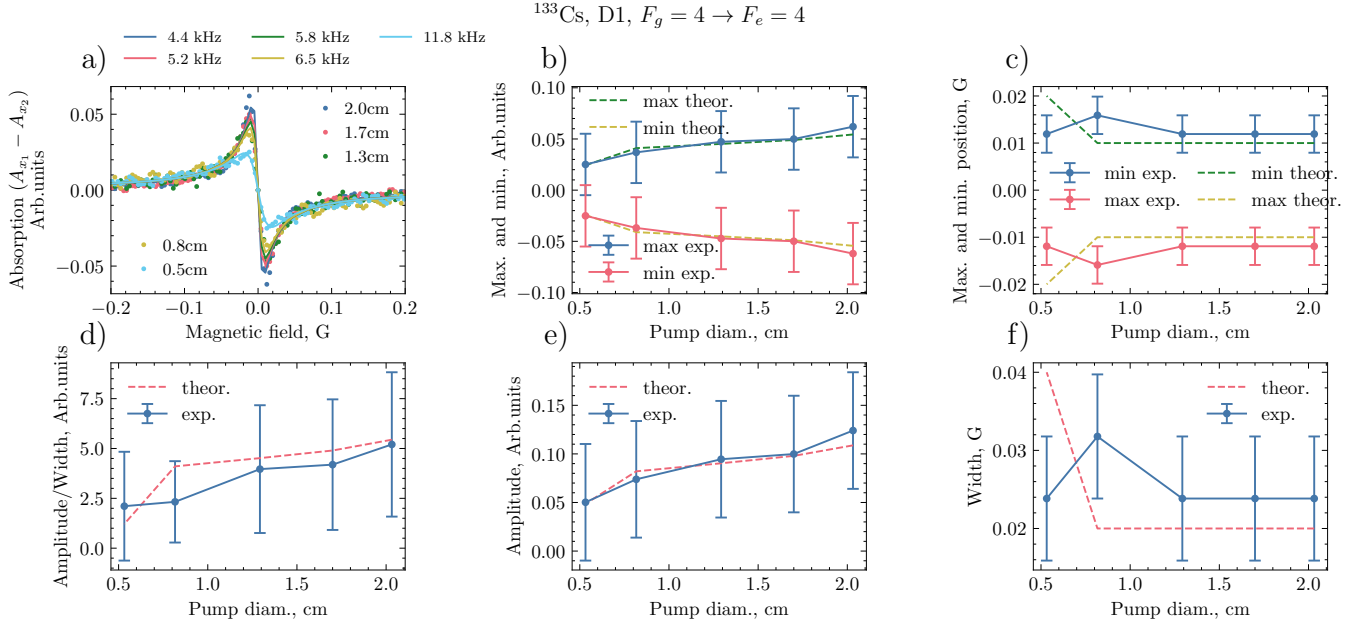 ¹³³Cs, D1, F_g = 4 → F_e = 4
4.4 kHz
5.2 kHz
5.8 kHz
6.5 kHz
11.8 kHz
a)
Absorption (A_{x_1} − A_{x_2})
Arb.units
0.05
0.00
−0.05
2.0cm
1.7cm
1.3cm
0.8cm
0.5cm
−0.2 −0.1 0.0 0.1 0.2
Magnetic field, G
b)
Max. and min., Arb.units
0.10
0.05
0.00
−0.05
−0.10
max theor.
min theor.
max exp.
min exp.
0.5 1.0 1.5 2.0
Pump diam., cm
c)
Max. and min. position, G
0.02
0.01
0.00
−0.01
−0.02
min exp.
max exp.
min theor.
max theor.
0.5 1.0 1.5 2.0
Pump diam., cm
d)
Amplitude/Width, Arb.units
7.5
5.0
2.5
0.0
theor.
exp.
0.5 1.0 1.5 2.0
Pump diam., cm
e)
Amplitude, Arb.units
0.15
0.10
0.05
0.00
theor.
exp.
0.5 1.0 1.5 2.0
Pump diam., cm
f)
Width, G
0.04
0.03
0.02
theor.
exp.
0.5 1.0 1.5 2.0
Pump diam., cm